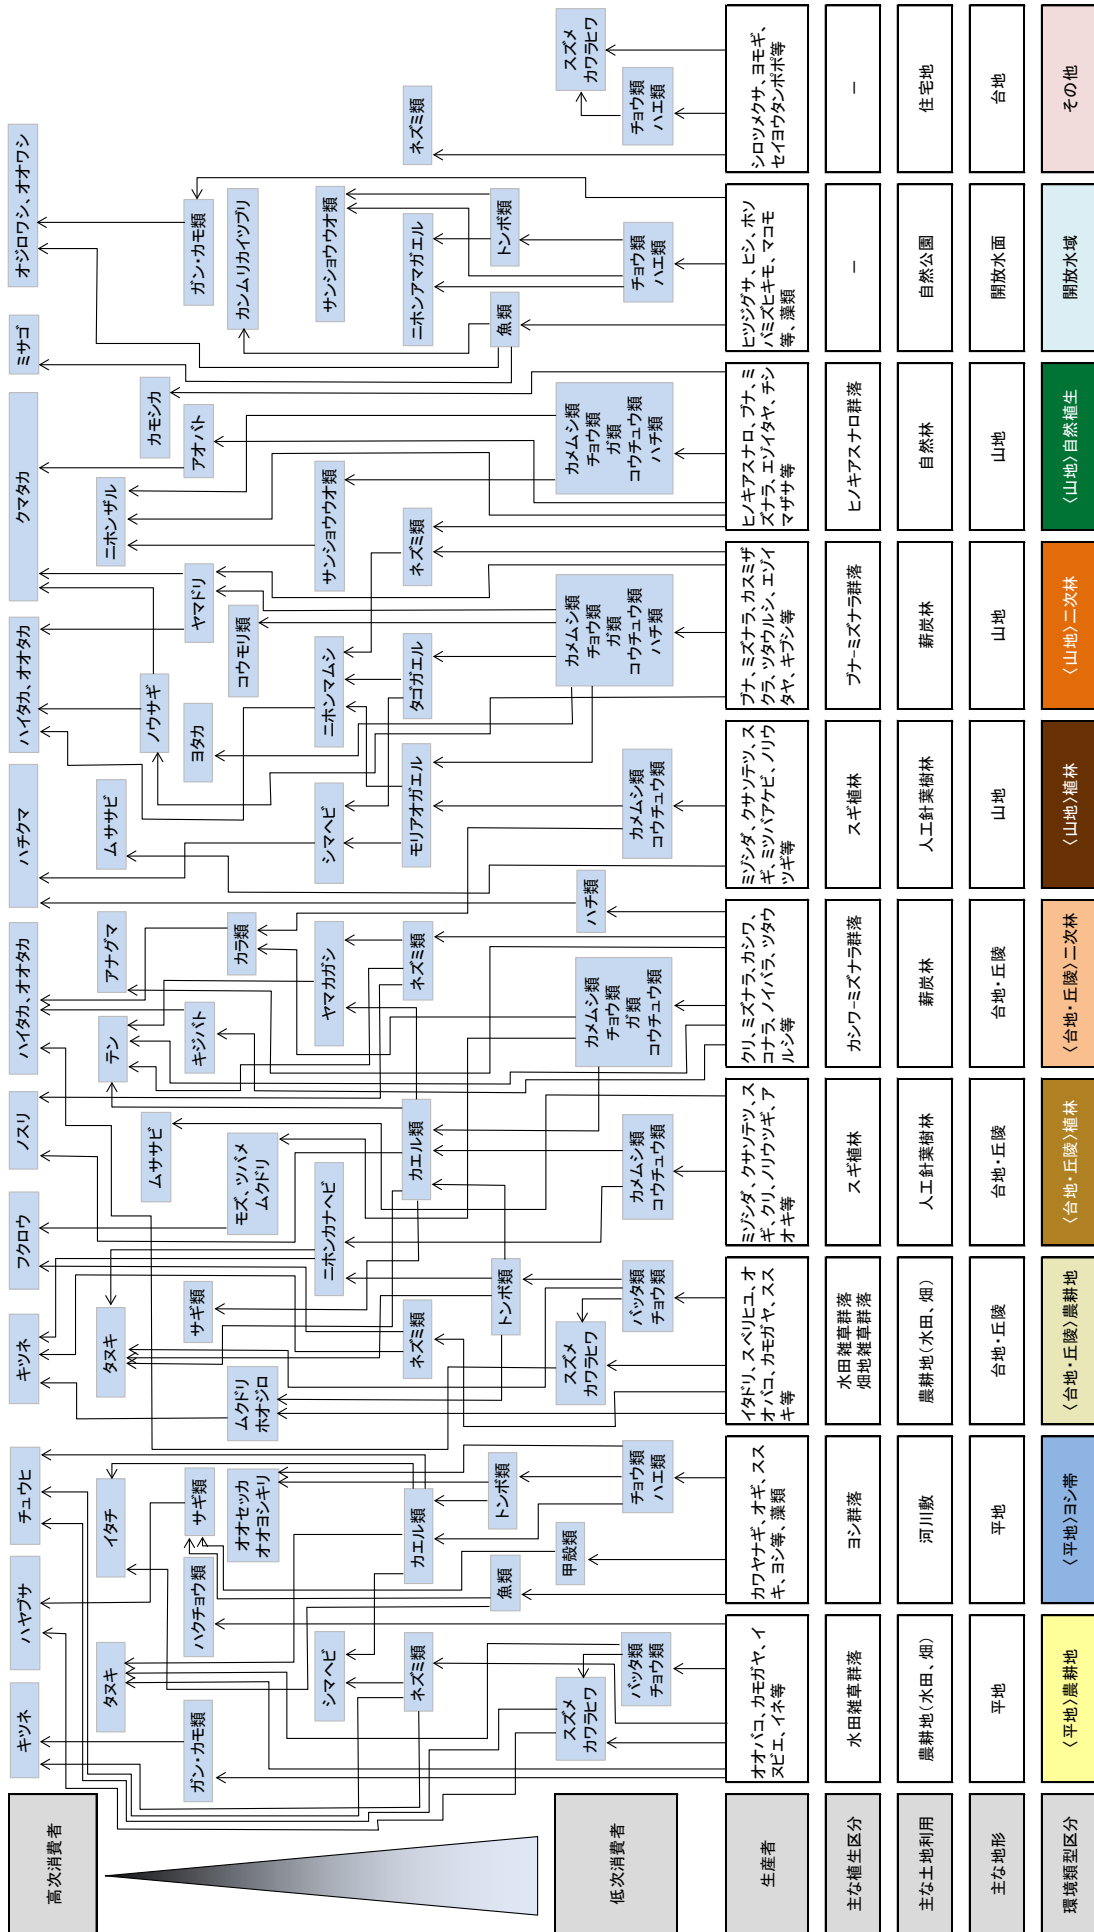 高次消費者
キツネ
ハヤブサ
チュウヒ
キツネ
フクロウ
ノスリ
ハイタカ、オオタカ
ハチクマ
ハイタカ、オオタカ
クマタカ
ミサゴ
オジロワシ、オオワシ
タヌキ
イタチ
タヌキ
ムササビ
テン
アナグマ
ムササビ
ノウサギ
ニホンザル
カモシカ
ガン・カモ類
ハクチョウ類
サギ類
サギ類
キジバト
ヨタカ
ヤマドリ
アオバト
ガン・カモ類
オオセッカ
オオヨシキリ
ムクドリ
ホオジロ
モズ、ツバメ
ムクドリ
カラ類
コウモリ類
カンムリカイツブリ
シマヘビ
ニホンカナヘビ
ヤマカガシ
シマヘビ
ニホンマムシ
サンショウウオ類
サンショウウオ類
ネズミ類
カエル類
ネズミ類
カエル類
ネズミ類
モリアオガエル
タゴガエル
ネズミ類
ニホンアマガエル
ネズミ類
魚類
トンボ類
トンボ類
魚類
トンボ類
低次消費者
スズメ
カワラヒワ
バッタ類
チョウ類
甲殻類
チョウ類
ハエ類
スズメ
カワラヒワ
バッタ類
チョウ類
カメムシ類
コウチュウ類
カメムシ類
チョウ類
ガ類
コウチュウ類
ハチ類
カメムシ類
コウチュウ類
カメムシ類
チョウ類
ガ類
コウチュウ類
ハチ類
カメムシ類
チョウ類
ガ類
コウチュウ類
ハチ類
チョウ類
ハエ類
チョウ類
ハエ類
スズメ
カワラヒワ
生産者
オオバコ、カモガヤ、イ
ヌビエ、イネ等
カワヤナギ、オギ、スス
キ、ヨシ等、藻類
イタドリ、スベリヒユ、オ
オバコ、カモガヤ、スス
キ等
ミゾシダ、クサソテツ、ス
ギ、クリ、ノリウツギ、ア
オキ等
クリ、ミズナラ、カシワ、
コナラ、ノイバラ、ツタウ
ルシ等
ミゾシダ、クサソテツ、ス
ギ、ミツバアケビ、ノリウ
ツギ等
ブナ、ミズナラ、カスミザ
クラ、ツタウルシ、エゾイ
タヤ、キブシ等
ヒノキアスナロ、ブナ、ミ
ズナラ、エゾイタヤ、チシ
マザサ等
ヒツジグサ、ヒシ、ホソ
バミズヒキモ、マコモ
等、藻類
シロツメクサ、ヨモギ、
セイヨウタンポポ等
主な植生区分
水田雑草群落
ヨシ群落
水田雑草群落
畑地雑草群落
スギ植林
カシワ-ミズナラ群落
スギ植林
ブナ-ミズナラ群落
ヒノキアスナロ群落
－
－
主な土地利用
農耕地(水田、畑)
河川敷
農耕地(水田、畑)
人工針葉樹林
薪炭林
人工針葉樹林
薪炭林
自然林
自然公園
住宅地
主な地形
平地
平地
台地・丘陵
台地・丘陵
台地・丘陵
山地
山地
山地
開放水面
台地
環境類型区分
〈平地〉農耕地
〈平地〉ヨシ帯
〈台地・丘陵〉農耕地
〈台地・丘陵〉植林
〈台地・丘陵〉二次林
〈山地〉植林
〈山地〉二次林
〈山地〉自然植生
開放水域
その他